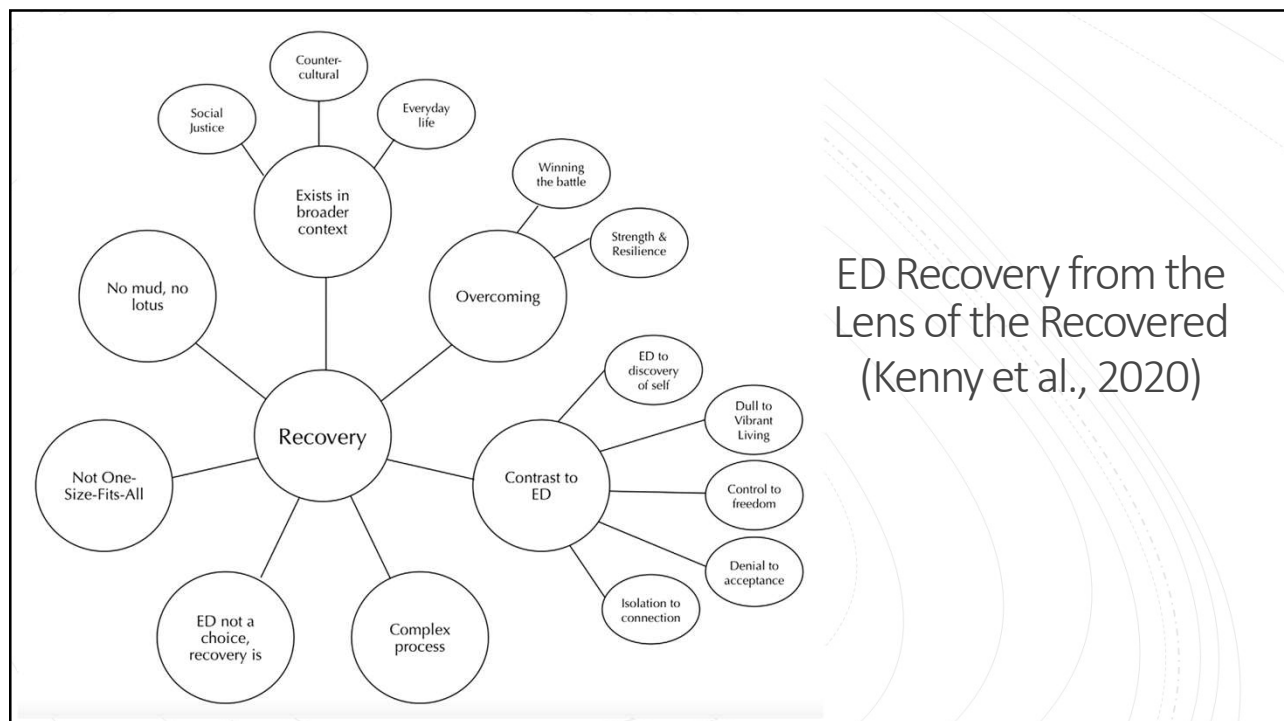 Counter-
cultural
Social
Justice
Everyday
life
Exists in
broader
context
Winning
the battle
Strength &
Resilience
Overcoming
No mud, no
lotus
ED to
discovery
of self
Dull to
Vibrant
Living
Recovery
Contrast to
ED
Control to
freedom
Not One-
Size-Fits-All
Denial to
acceptance
Isolation to
connection
ED not a
choice,
recovery is
Complex
process
ED Recovery from the
Lens of the Recovered
(Kenny et al., 2020)